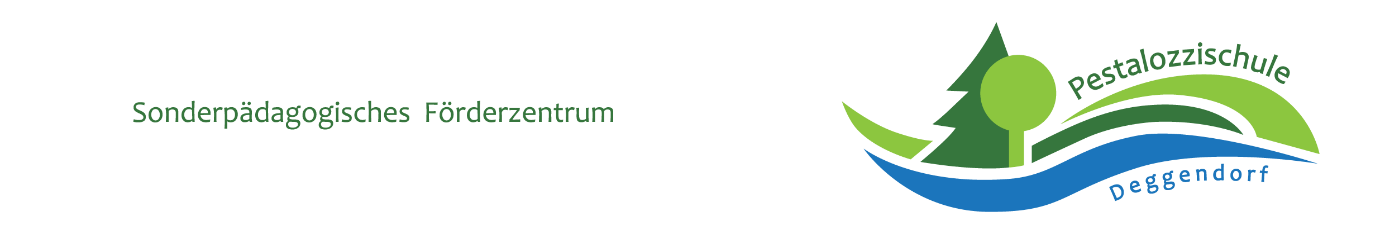 Sonderpädagogisches Förderzentrum
Pestalozzischule
Deggendorf